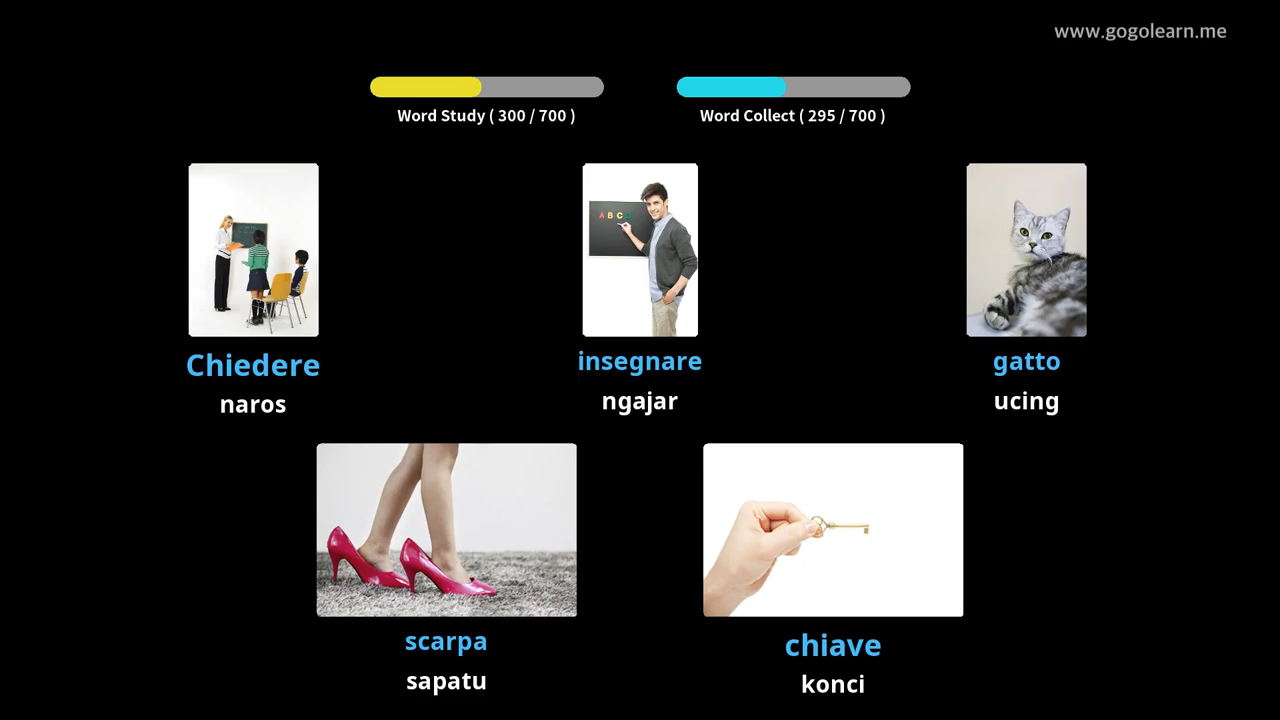 www.gogolearn.me
Word Study ( 300 / 700 )
Word Collect ( 295 / 700 )
A B C D
Chiedere
naros
insegnare
ngajar
gatto
ucing
scarpa
sapatu
chiave
konci